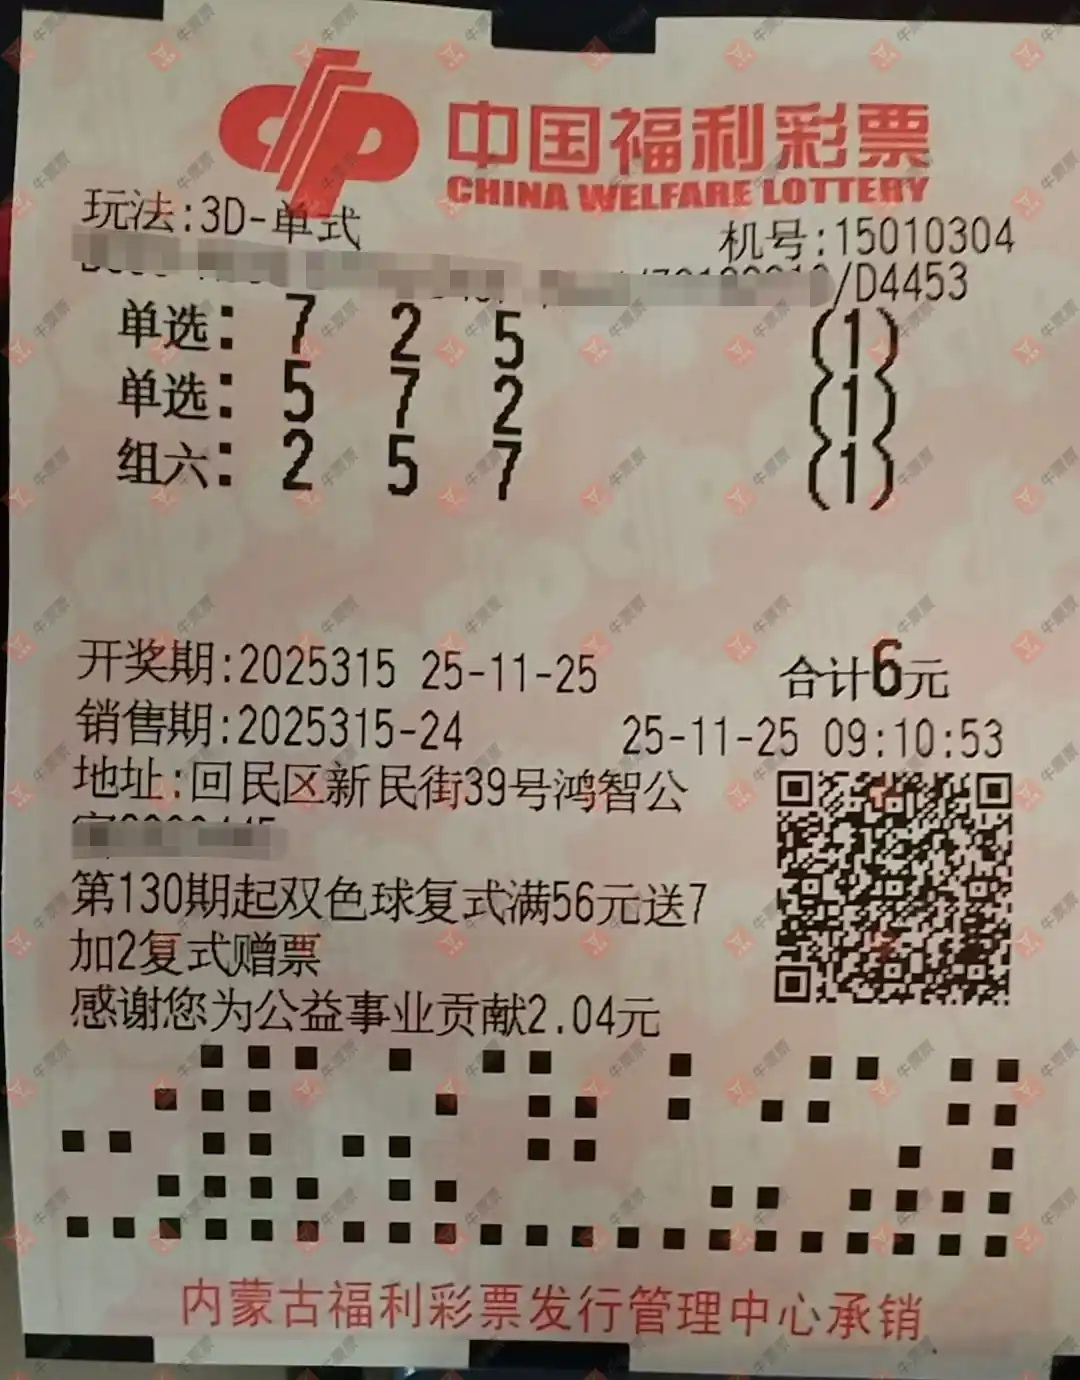 中国福利彩票
CHINA WELFARE LOTTERY
玩法:3D-单式
机号:15010304
/D4453
单选: 7 2 5 (1)
单选: 5 7 2 (1)
组六: 2 5 7 (1)
开奖期:2025315 25-11-25 合计6元
销售期:2025315-24 25-11-25 09:10:53
地址:回民区新民街39号鸿智公
第130期起双色球复式满56元送7
加2复式赠票
感谢您为公益事业贡献2.04元
内蒙古福利彩票发行管理中心承销
牛票票